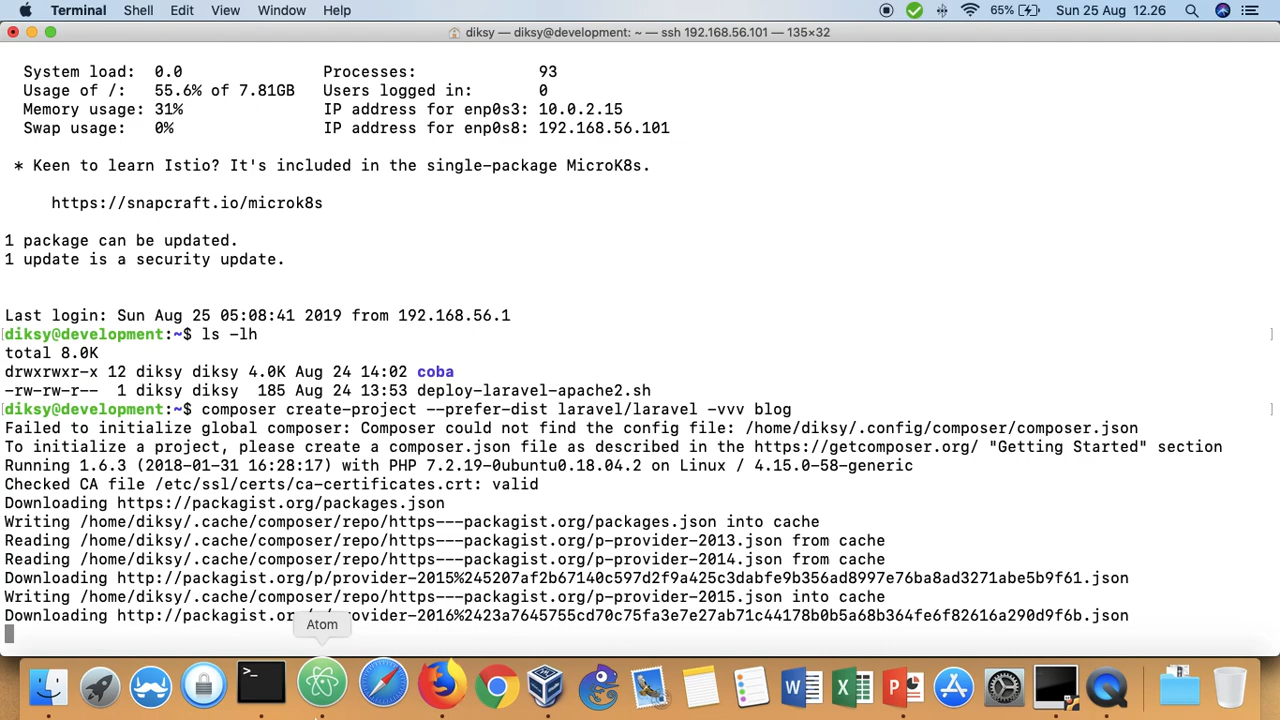 Terminal Shell Edit View Window Help 65% Sun 25 Aug 12.26
diksy — diksy@development: ~ — ssh 192.168.56.101 — 135×32
System load: 0.0 Processes: 93
Usage of /: 55.6% of 7.81GB Users logged in: 0
Memory usage: 31% IP address for enp0s3: 10.0.2.15
Swap usage: 0% IP address for enp0s8: 192.168.56.101
* Keen to learn Istio? It's included in the single-package MicroK8s.
https://snapcraft.io/microk8s
1 package can be updated.
1 update is a security update.
Last login: Sun Aug 25 05:08:41 2019 from 192.168.56.1
[diksy@development:~$ ls -lh ]
total 8.0K
drwxrwxr-x 12 diksy diksy 4.0K Aug 24 14:02 coba
-rw-rw-r-- 1 diksy diksy 185 Aug 24 13:53 deploy-laravel-apache2.sh
[diksy@development:~$ composer create-project --prefer-dist laravel/laravel -vvv blog ]
Failed to initialize global composer: Composer could not find the config file: /home/diksy/.config/composer/composer.json
To initialize a project, please create a composer.json file as described in the https://getcomposer.org/ "Getting Started" section
Running 1.6.3 (2018-01-31 16:28:17) with PHP 7.2.19-0ubuntu0.18.04.2 on Linux / 4.15.0-58-generic
Checked CA file /etc/ssl/certs/ca-certificates.crt: valid
Downloading https://packagist.org/packages.json
Writing /home/diksy/.cache/composer/repo/https---packagist.org/packages.json into cache
Reading /home/diksy/.cache/composer/repo/https---packagist.org/p-provider-2013.json from cache
Reading /home/diksy/.cache/composer/repo/https---packagist.org/p-provider-2014.json from cache
Downloading http://packagist.org/p/provider-2015%245207af2b67140c597d2f9a425c3dabfe9b356ad8997e76ba8ad3271abe5b9f61.json
Writing /home/diksy/.cache/composer/repo/https---packagist.org/p-provider-2015.json into cache
Downloading http://packagist.or ovider-2016%2423a7645755cd70c75fa3e7e27ab71c44178b0b5a68b364fe6f82616a290d9f6b.json
Atom